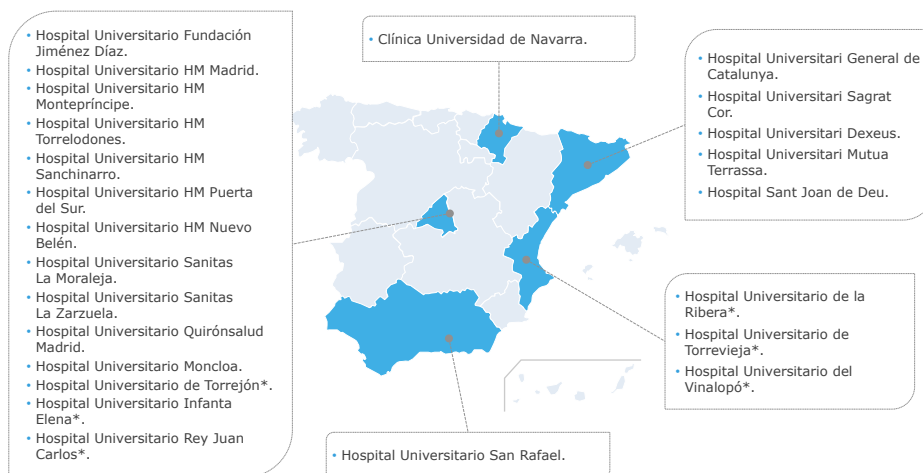 • Hospital Universitario Fundación
Jiménez Díaz.
• Hospital Universitario HM Madrid.
• Hospital Universitario HM
Montepríncipe.
• Hospital Universitario HM
Torrelodones.
• Hospital Universitario HM
Sanchinarro.
• Hospital Universitario HM Puerta
del Sur.
• Hospital Universitario HM Nuevo
Belén.
• Hospital Universitario Sanitas
La Moraleja.
• Hospital Universitario Sanitas
La Zarzuela.
• Hospital Universitario Quirónsalud
Madrid.
• Hospital Universitario Moncloa.
• Hospital Universitario de Torrejón*.
• Hospital Universitario Infanta
Elena*.
• Hospital Universitario Rey Juan
Carlos*.
• Clínica Universidad de Navarra.
• Hospital Universitari General de
Catalunya.
• Hospital Universitari Sagrat
Cor.
• Hospital Universitari Dexeus.
• Hospital Universitari Mutua
Terrassa.
• Hospital Sant Joan de Deu.
• Hospital Universitario de la
Ribera*.
• Hospital Universitario de
Torrevieja*.
• Hospital Universitario del
Vinalopó*.
• Hospital Universitario San Rafael.